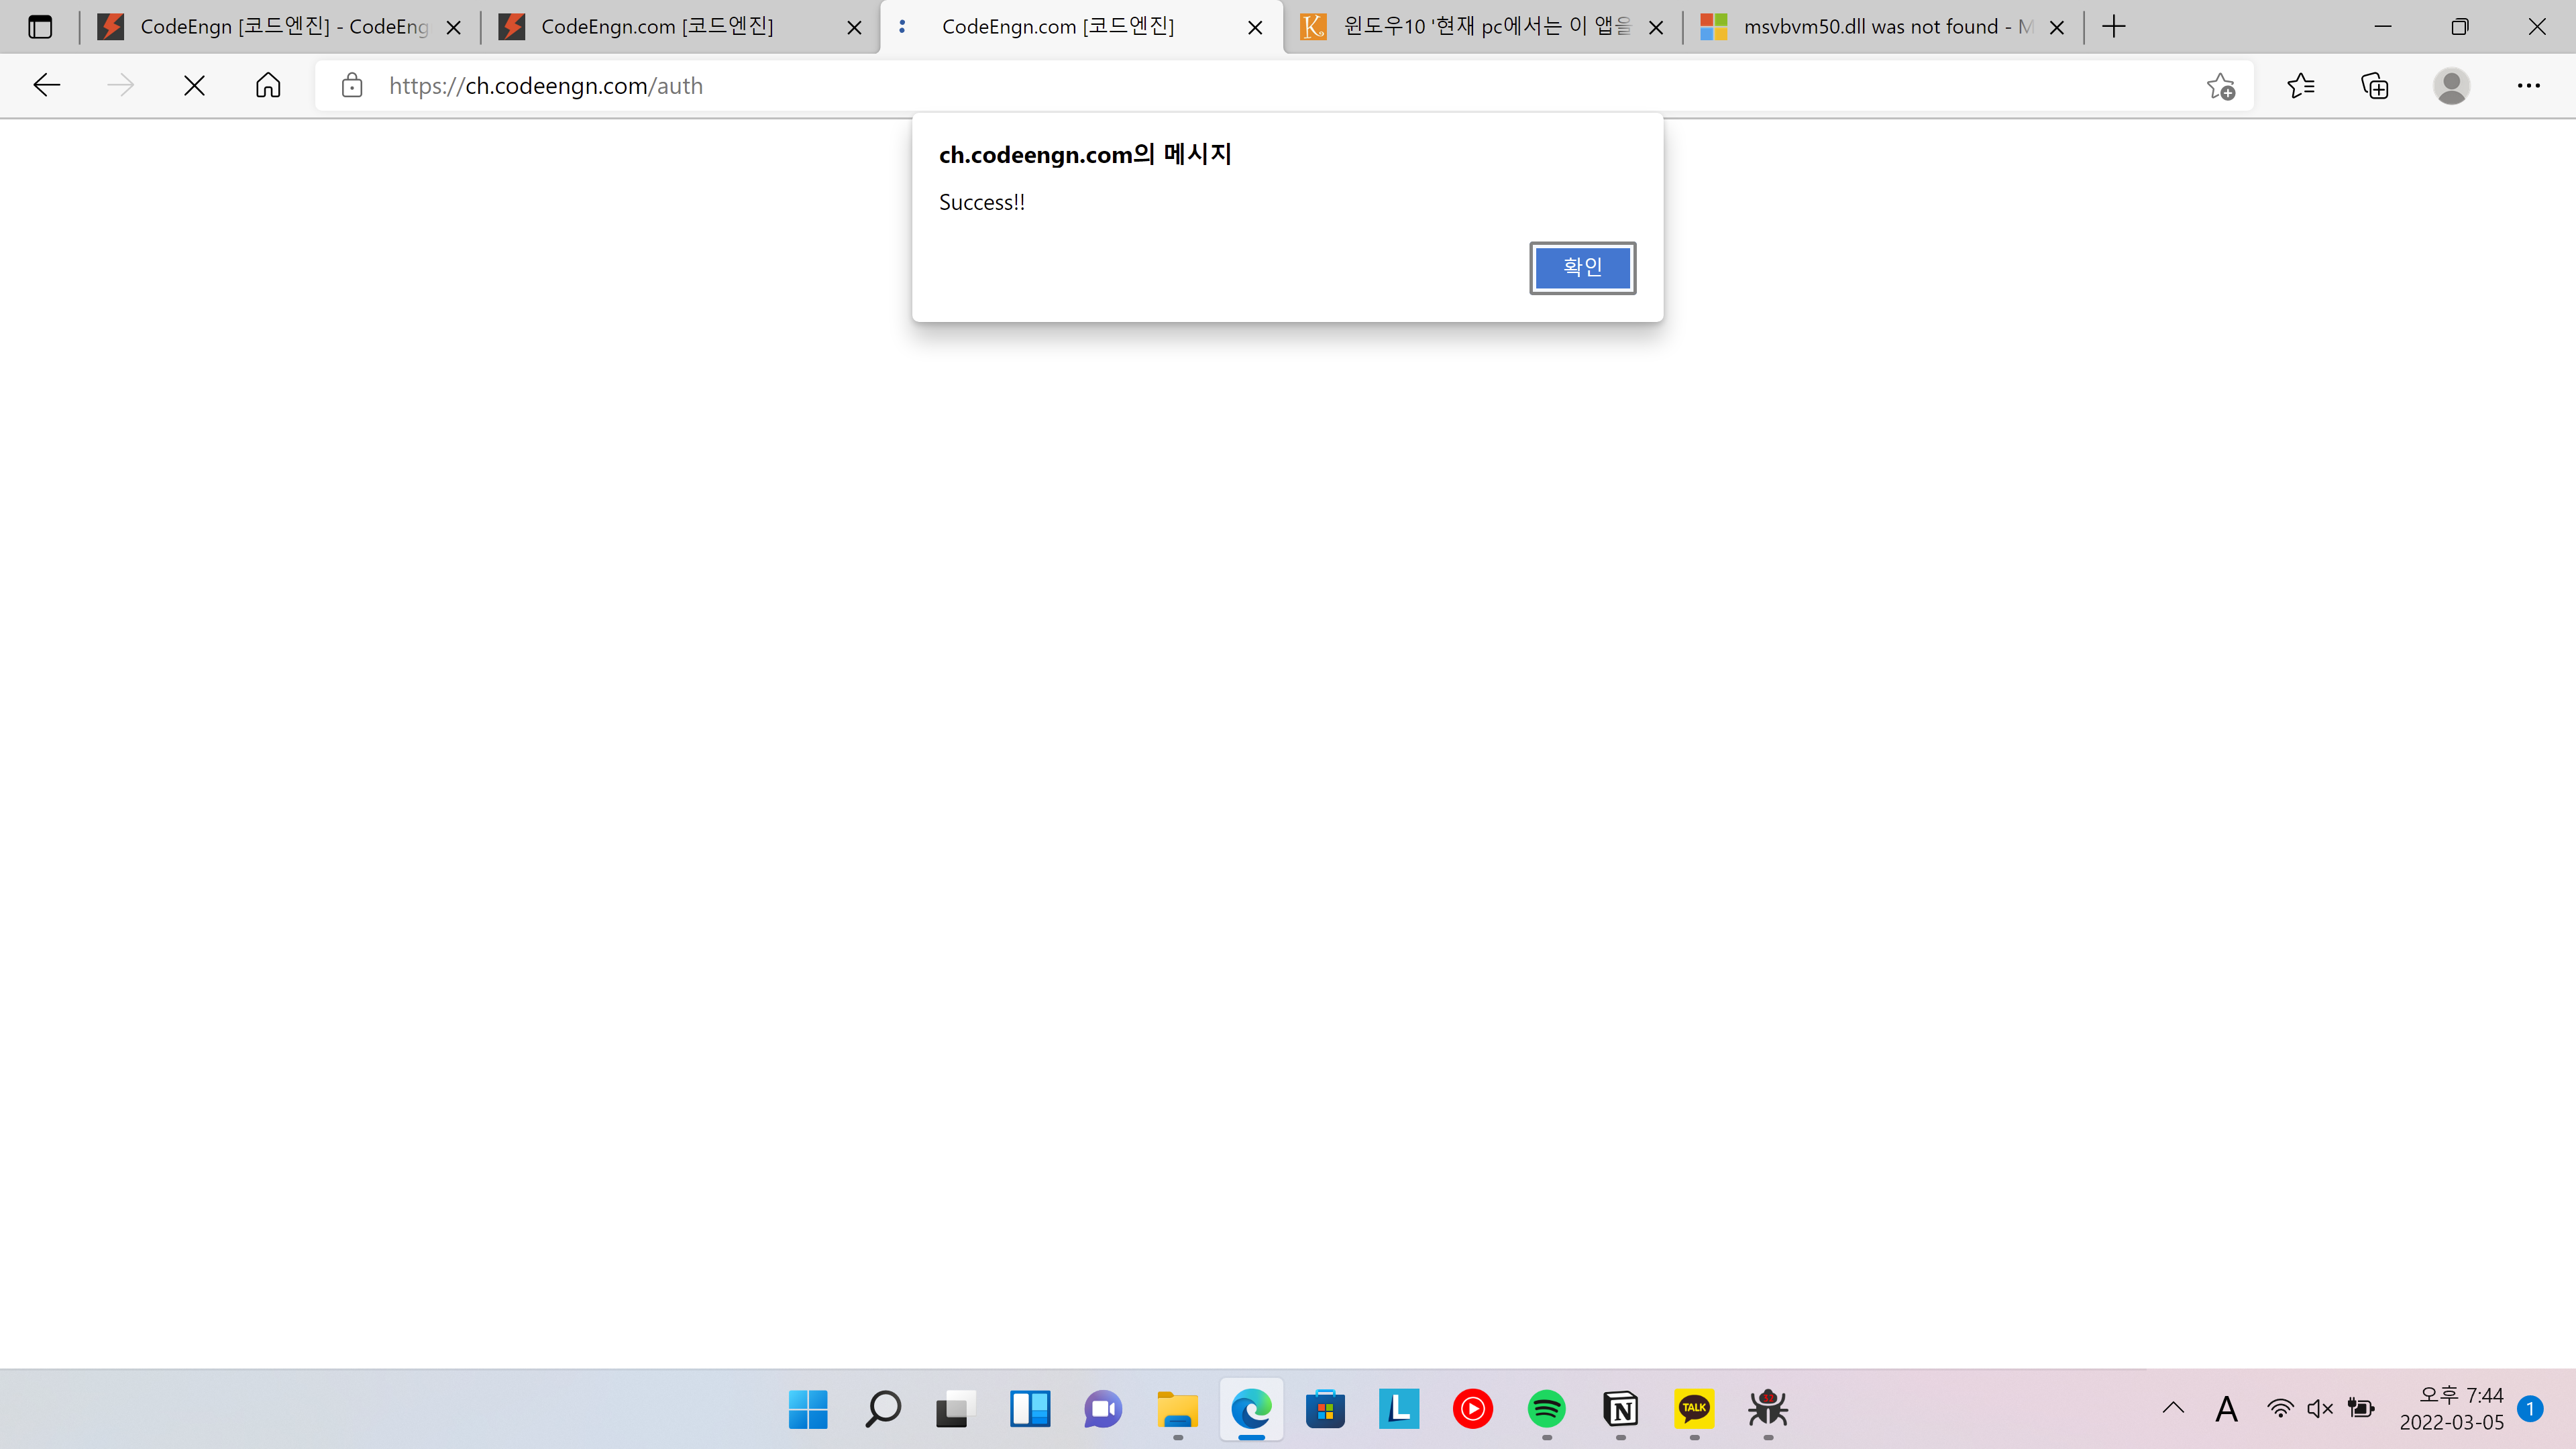 CodeEngn [코드엔진] - CodeEng
CodeEngn.com [코드엔진]
CodeEngn.com [코드엔진]
윈도우10 '현재 pc에서는 이 앱을
msvbvm50.dll was not found - M
https://ch.codeengn.com/auth
ch.codeengn.com의 메시지
Success!!
확인
L
N
TALK
A
오후 7:44
2022-03-05
1